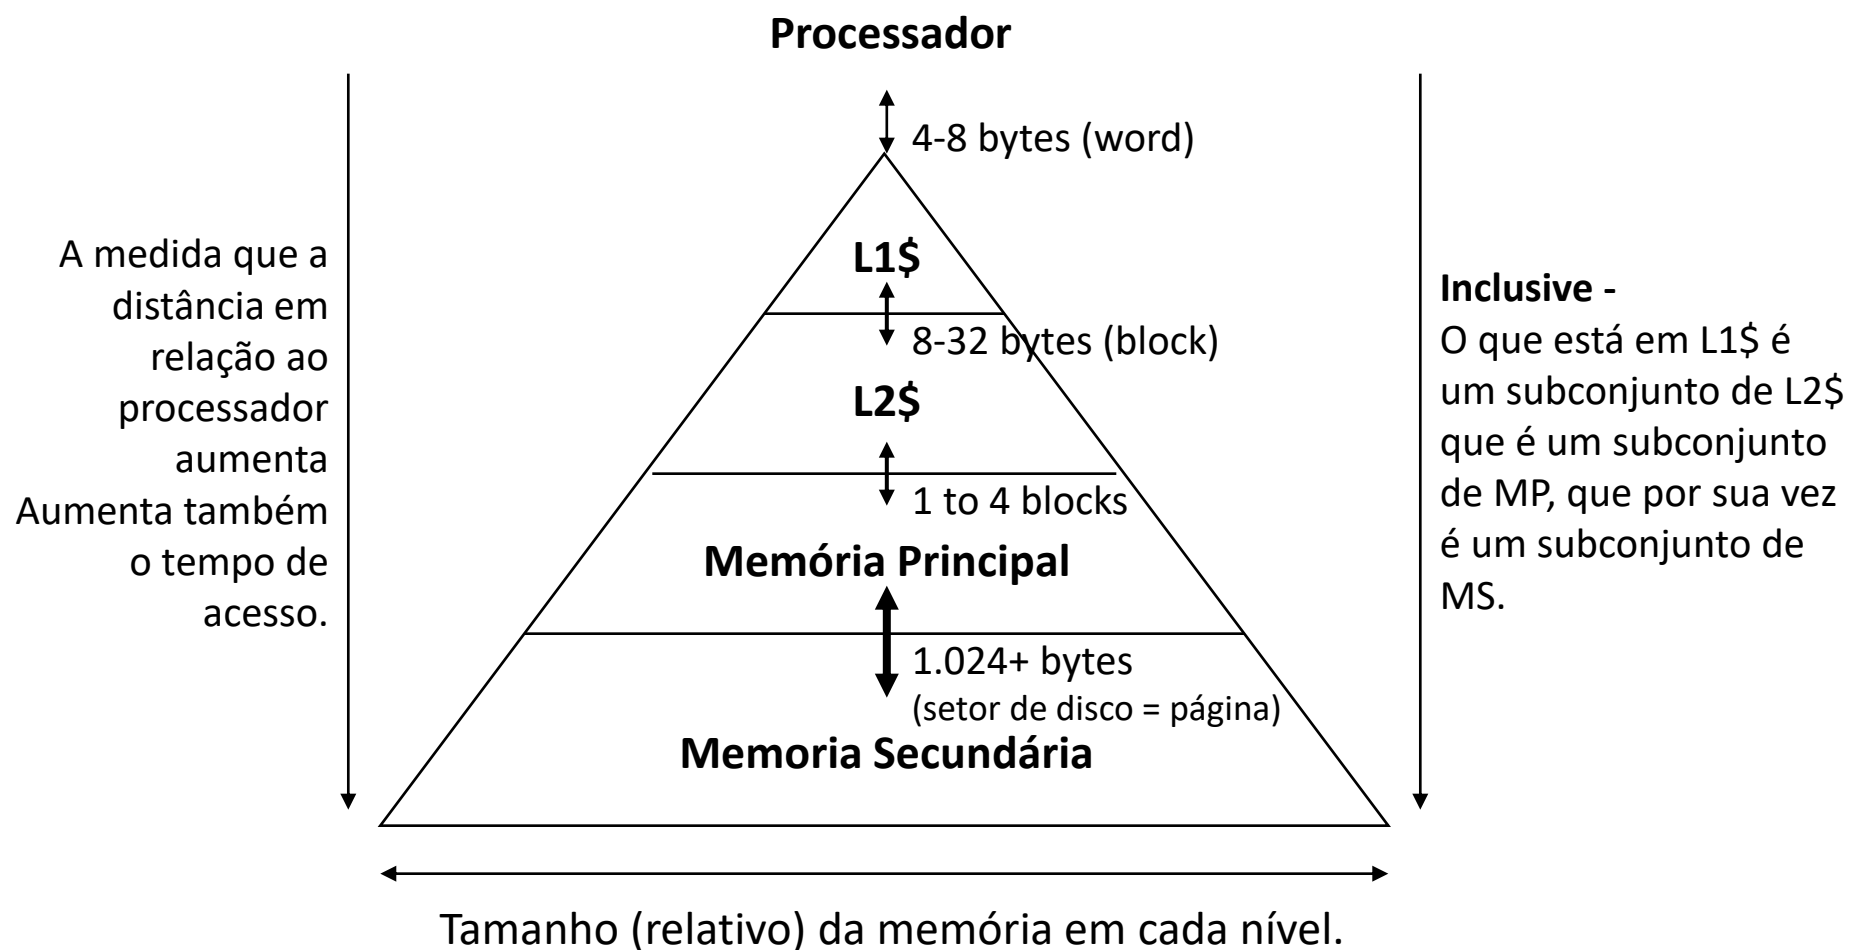 Processador
4-8 bytes (word)
L1$
8-32 bytes (block)
L2$
1 to 4 blocks
Memória Principal
1.024+ bytes
(setor de disco = página)
Memoria Secundária
A medida que a
distância em
relação ao
processador
aumenta
Aumenta também
o tempo de
acesso.
Inclusive -
O que está em L1$ é
um subconjunto de L2$
que é um subconjunto
de MP, que por sua vez
é um subconjunto de
MS.
Tamanho (relativo) da memória em cada nível.